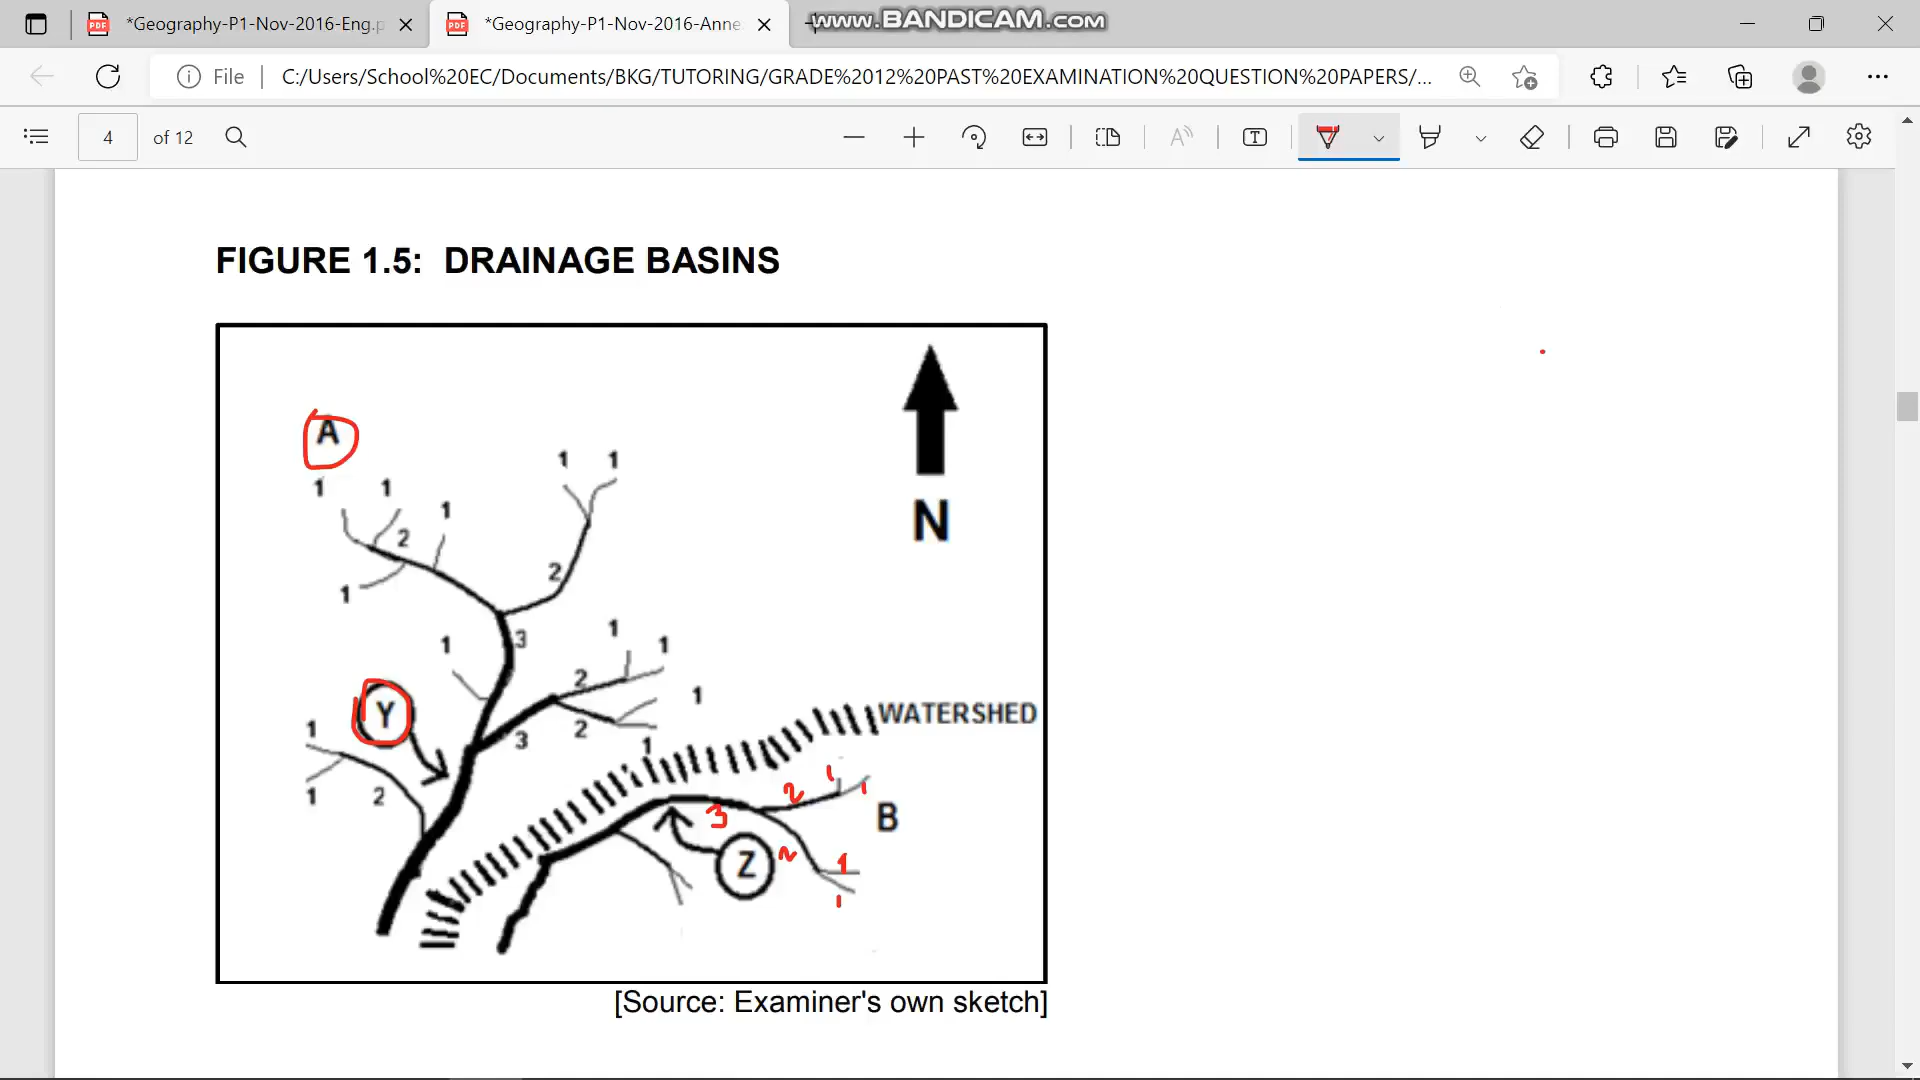 *Geography-P1-Nov-2016-Eng.p
*Geography-P1-Nov-2016-Anne
www.BANDICAM.com
File
C:/Users/School%20EC/Documents/BKG/TUTORING/GRADE%2012%20PAST%20EXAMINATION%20QUESTION%20PAPERS/...
4 of 12
FIGURE 1.5: DRAINAGE BASINS
A
1 1
1 1 1
2
2
1
N
3
1 1 1
2
Y
1
WATERSHED
1 2 3 1
1 2
1
2 1
3
B
Z 2 1
1
[Source: Examiner's own sketch]